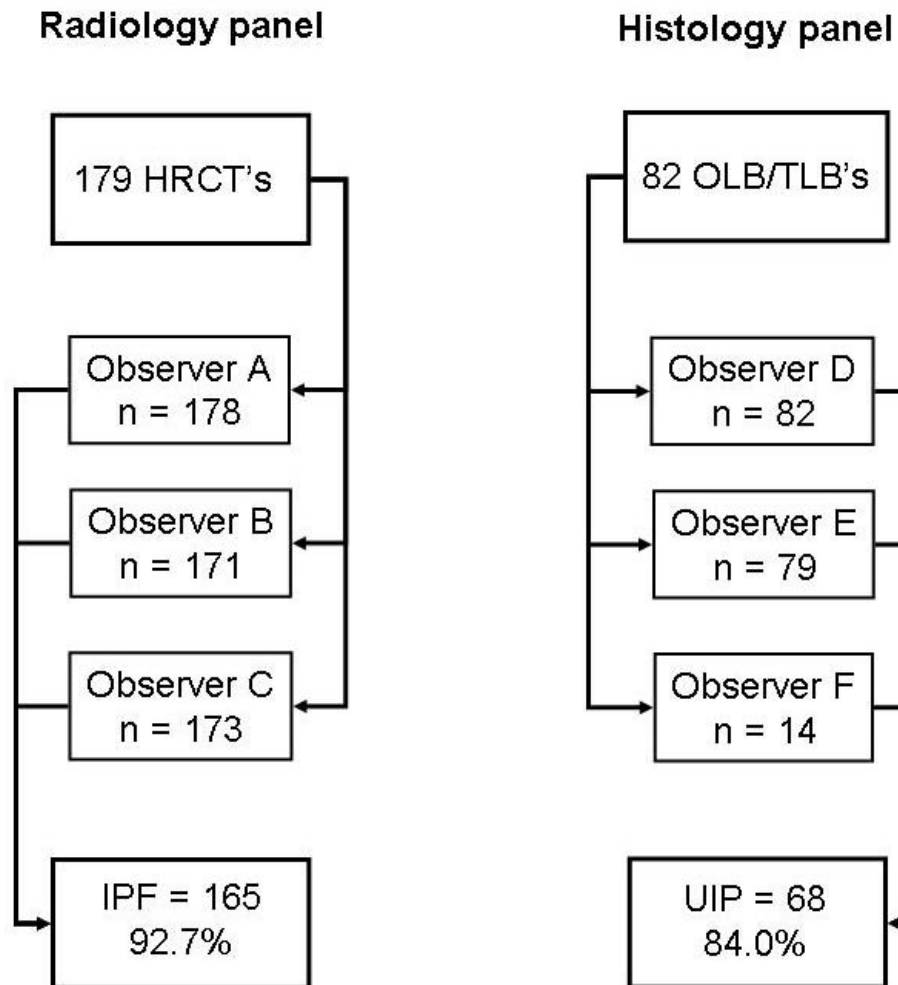 Radiology panel
179 HRCT's
Observer A
n = 178
Observer B
n = 171
Observer C
n = 173
IPF = 165
92.7%
Histology panel
82 OLB/TLB's
Observer D
n = 82
Observer E
n = 79
Observer F
n = 14
UIP = 68
84.0%